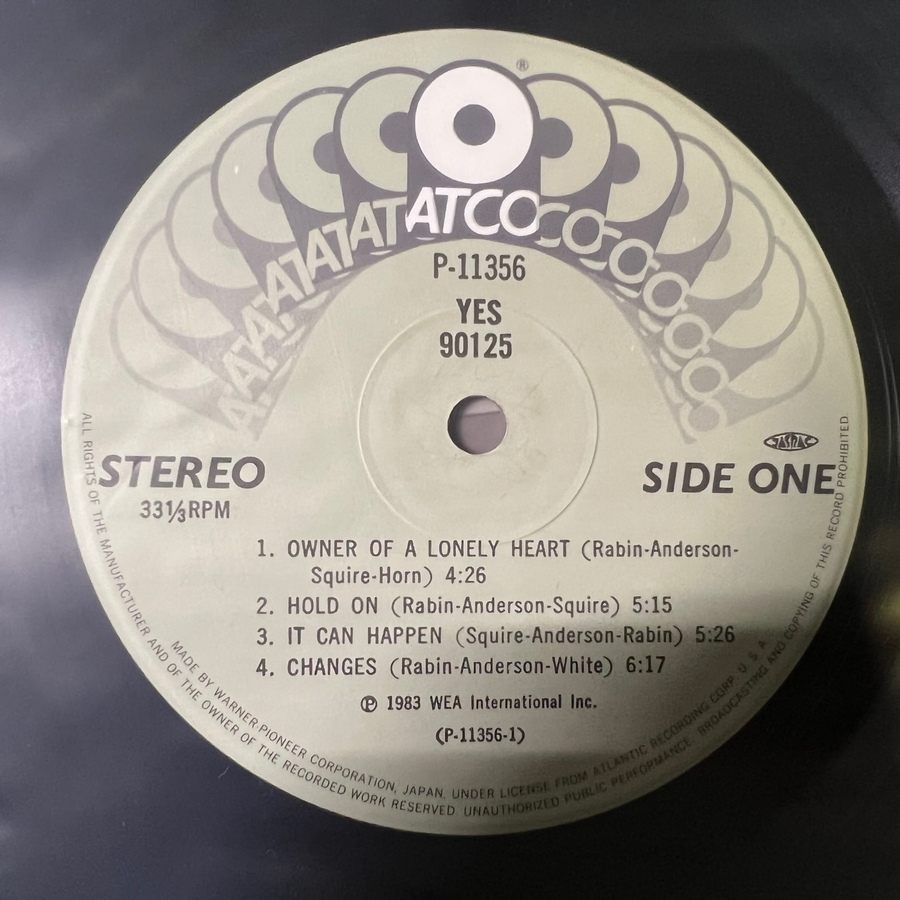 ®
ATCO
P-11356
YES
90125
STEREO
33⅓RPM
JASRAC
SIDE ONE
1. OWNER OF A LONELY HEART (Rabin-Anderson-
Squire-Horn) 4:26
2. HOLD ON (Rabin-Anderson-Squire) 5:15
3. IT CAN HAPPEN (Squire-Anderson-Rabin) 5:26
4. CHANGES (Rabin-Anderson-White) 6:17
℗ 1983 WEA International Inc.
(P-11356-1)
MADE BY WARNER-PIONEER CORPORATION, JAPAN, UNDER LICENSE FROM ATLANTIC RECORDING CORP. U.S.A.
ALL RIGHTS OF THE MANUFACTURER AND OF THE OWNER OF THE RECORDED WORK RESERVED. UNAUTHORIZED PUBLIC PERFORMANCE, BROADCASTING AND COPYING OF THIS RECORD PROHIBITED.